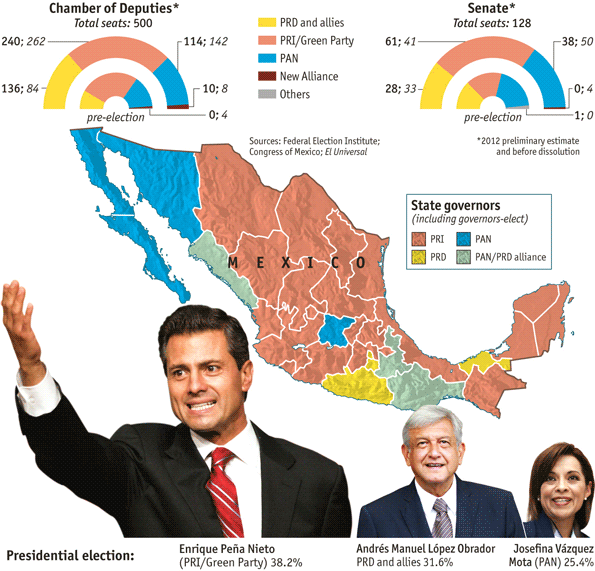 Chamber of Deputies*
Total seats: 500
240; 262
114; 142
136; 84
10; 8
0; 4
pre-election
PRD and allies
PRI/Green Party
PAN
New Alliance
Others
Senate*
Total seats: 128
61; 41
38; 50
28; 33
1; 0
pre-election
Sources: Federal Election Institute;
Congress of Mexico; El Universal
*2012 preliminary estimate
and before dissolution
State governors
(including governors-elect)
PRI
PAN
PRD
PAN/PRD alliance
MEXICO
Presidential election:
Enrique Peña Nieto
(PRI/Green Party) 38.2%
Andrés Manuel López Obrador
PRD and allies 31.6%
Josefina Vázquez
Mota (PAN) 25.4%